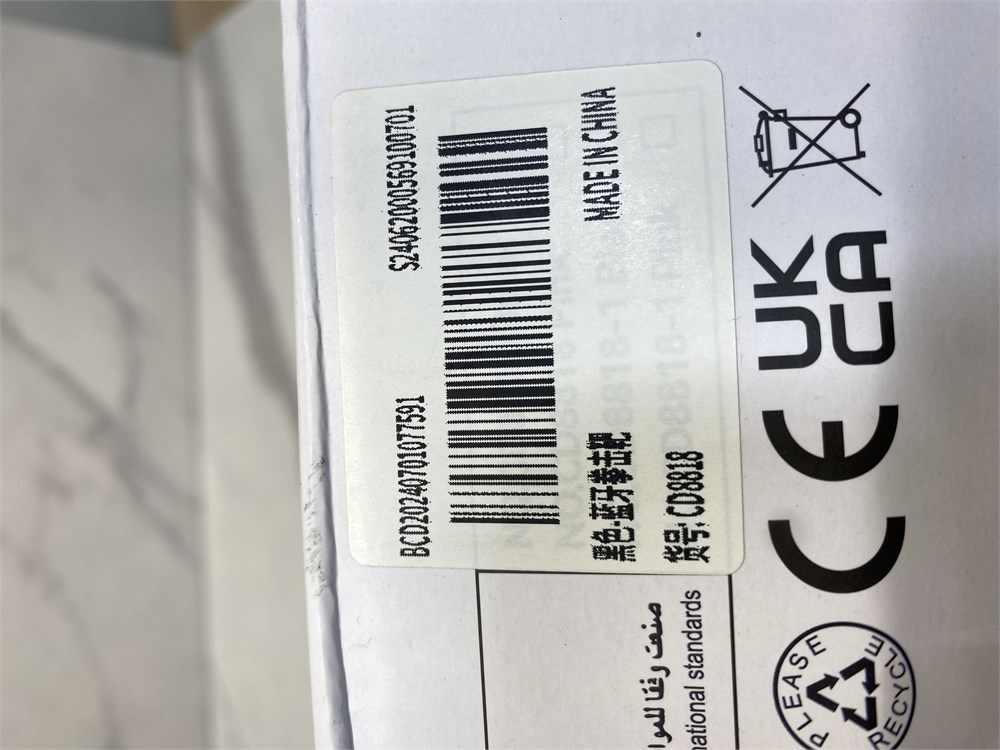 BCD20240701077591 S24062000569100701
黑色-蓝牙拳击靶 MADE IN CHINA
货号: CD8818
صنعت وفقا للموا
national standards
UK
CA
CE
PLEASE
RECYCLE